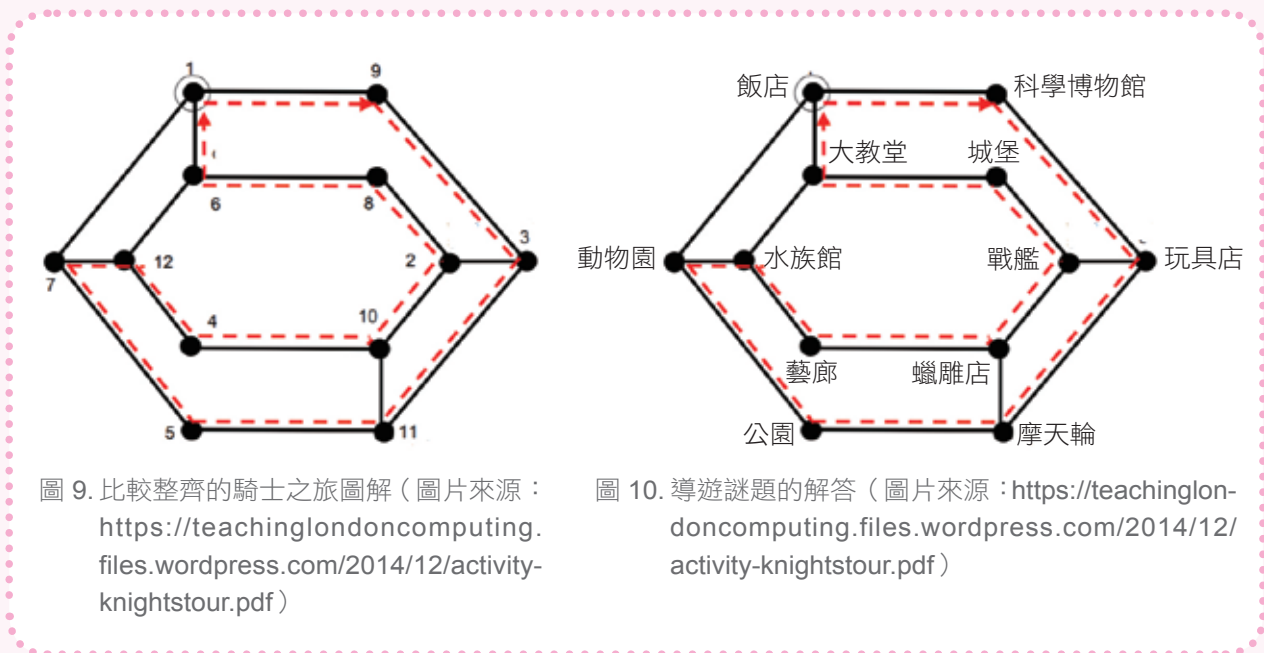 1
9
6
8
7
12
2
3
4
10
5
11
飯店
科學博物館
大教堂
城堡
動物園
水族館
戰艦
玩具店
藝廊
蠟雕店
公園
摩天輪
圖 9. 比較整齊的騎士之旅圖解（圖片來源：
https://teachinglondoncomputing.
files.wordpress.com/2014/12/activity-
knightstour.pdf）
圖 10. 導遊謎題的解答（圖片來源：https://teachinglon-
doncomputing.files.wordpress.com/2014/12/
activity-knightstour.pdf）